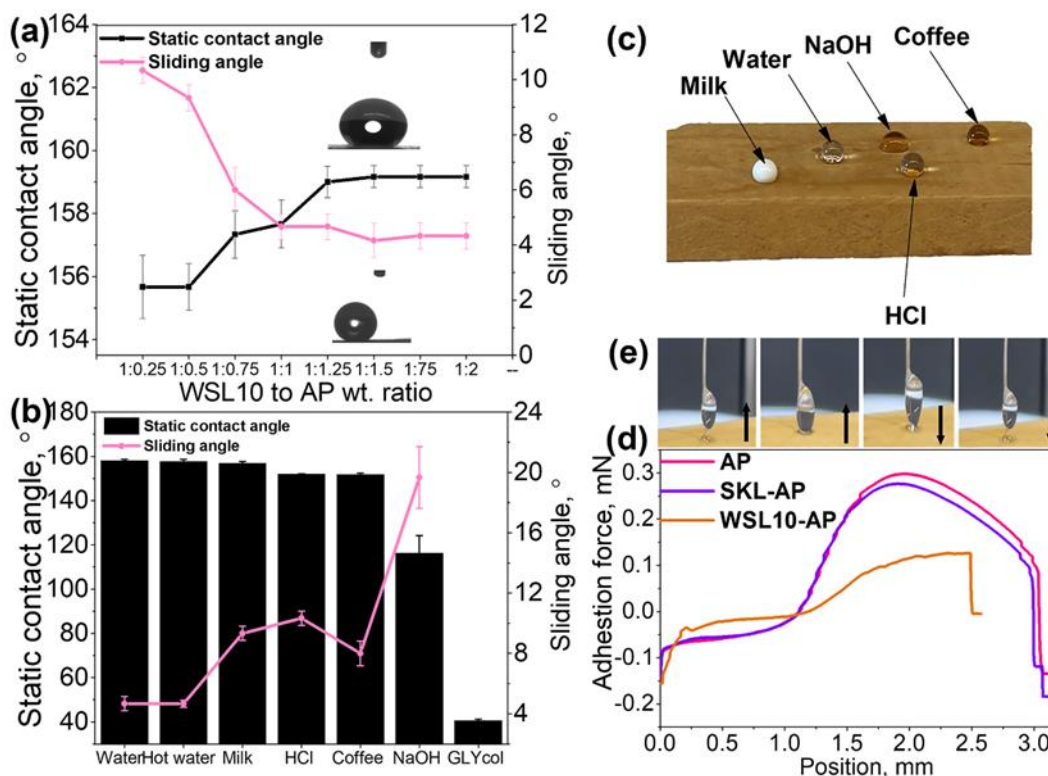 (a)
164
162
160
158
156
154
Static contact angle, °
Static contact angle
Sliding angle
12
10
8
6
4
2
0
Sliding angle, °
1:0.25 1:0.5 1:0.75 1:1 1:1.25 1:1.5 1:75 1:2 --
WSL10 to AP wt. ratio
(b)
180
160
140
120
100
80
60
40
Static contact angle, °
Static contact angle
Sliding angle
24
20
16
12
8
4
Sliding angle, °
Water Hot water Milk HCl Coffee NaOH GLYcol
(c)
Milk
Water
NaOH
Coffee
HCl
(e)
(d)
0.3
0.2
0.1
0.0
-0.1
-0.2
Adhestion force, mN
AP
SKL-AP
WSL10-AP
0.0 0.5 1.0 1.5 2.0 2.5 3.0
Position, mm